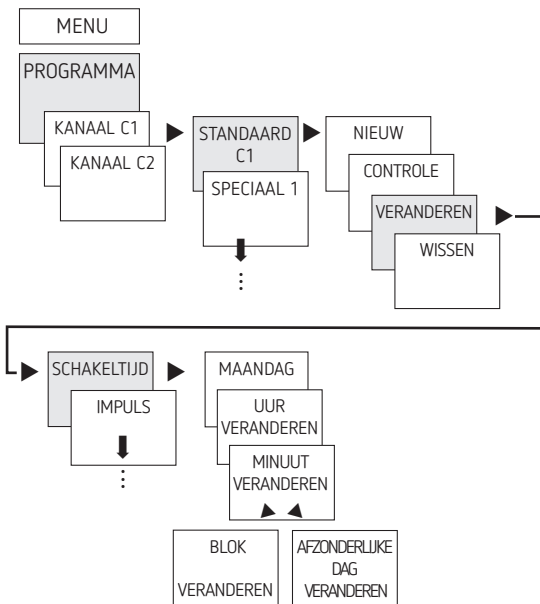 MENU
PROGRAMMA
KANAAL C1
KANAAL C2
STANDAARD
C1
SPECIAAL 1
NIEUW
CONTROLE
VERANDEREN
WISSEN
SCHAKELTIJD
IMPULS
MAANDAG
UUR
VERANDEREN
MINUUT
VERANDEREN
BLOK
VERANDEREN
AFZONDERLIJKE
DAG
VERANDEREN